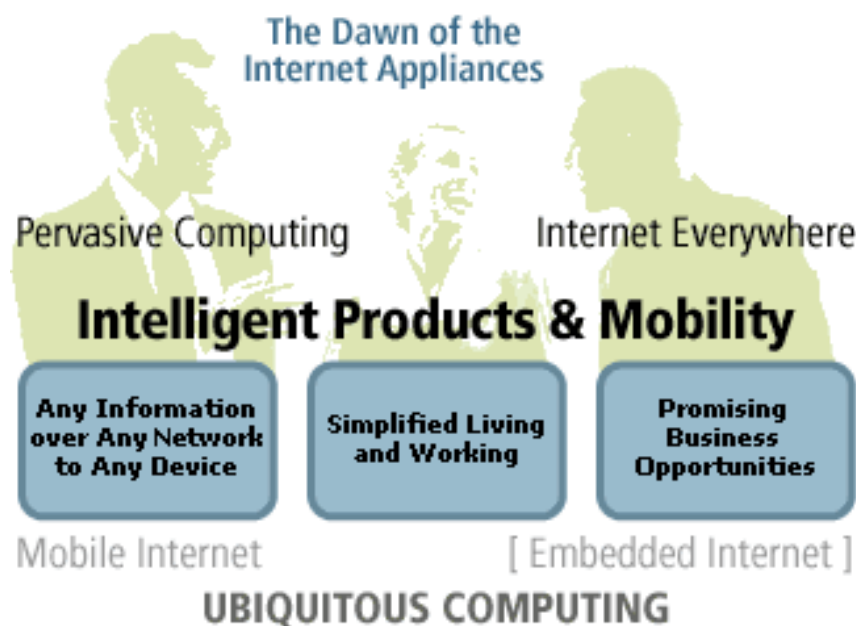 The Dawn of the
Internet Appliances
Pervasive Computing
Internet Everywhere
Intelligent Products & Mobility
Any Information
over Any Network
to Any Device
Simplified Living
and Working
Promising
Business
Opportunities
Mobile Internet
[ Embedded Internet ]
UBIQUITOUS COMPUTING